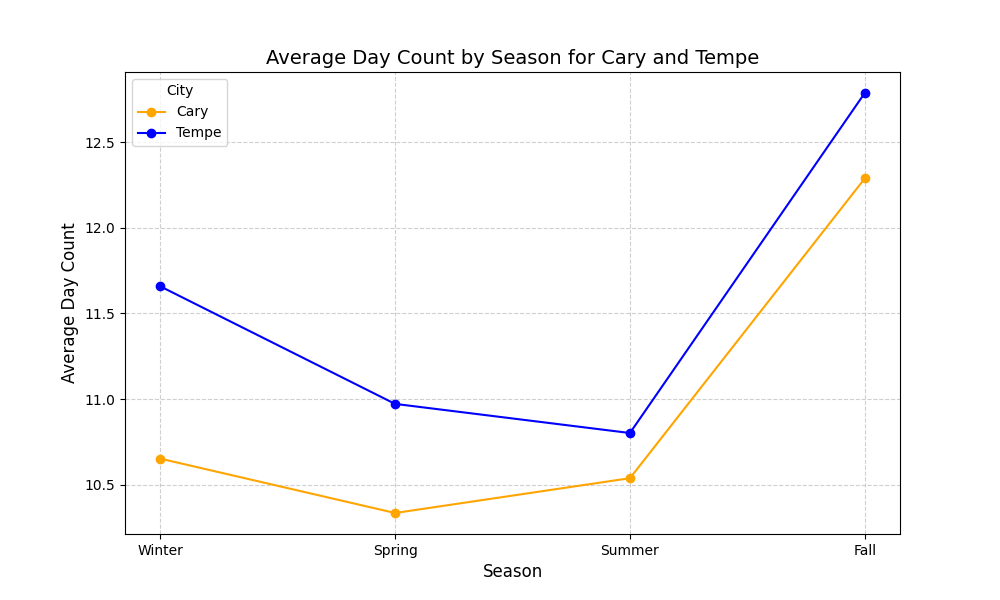 Average Day Count by Season for Cary and Tempe
City
Cary
Tempe
Average Day Count
12.5
12.0
11.5
11.0
10.5
Winter
Spring
Summer
Fall
Season